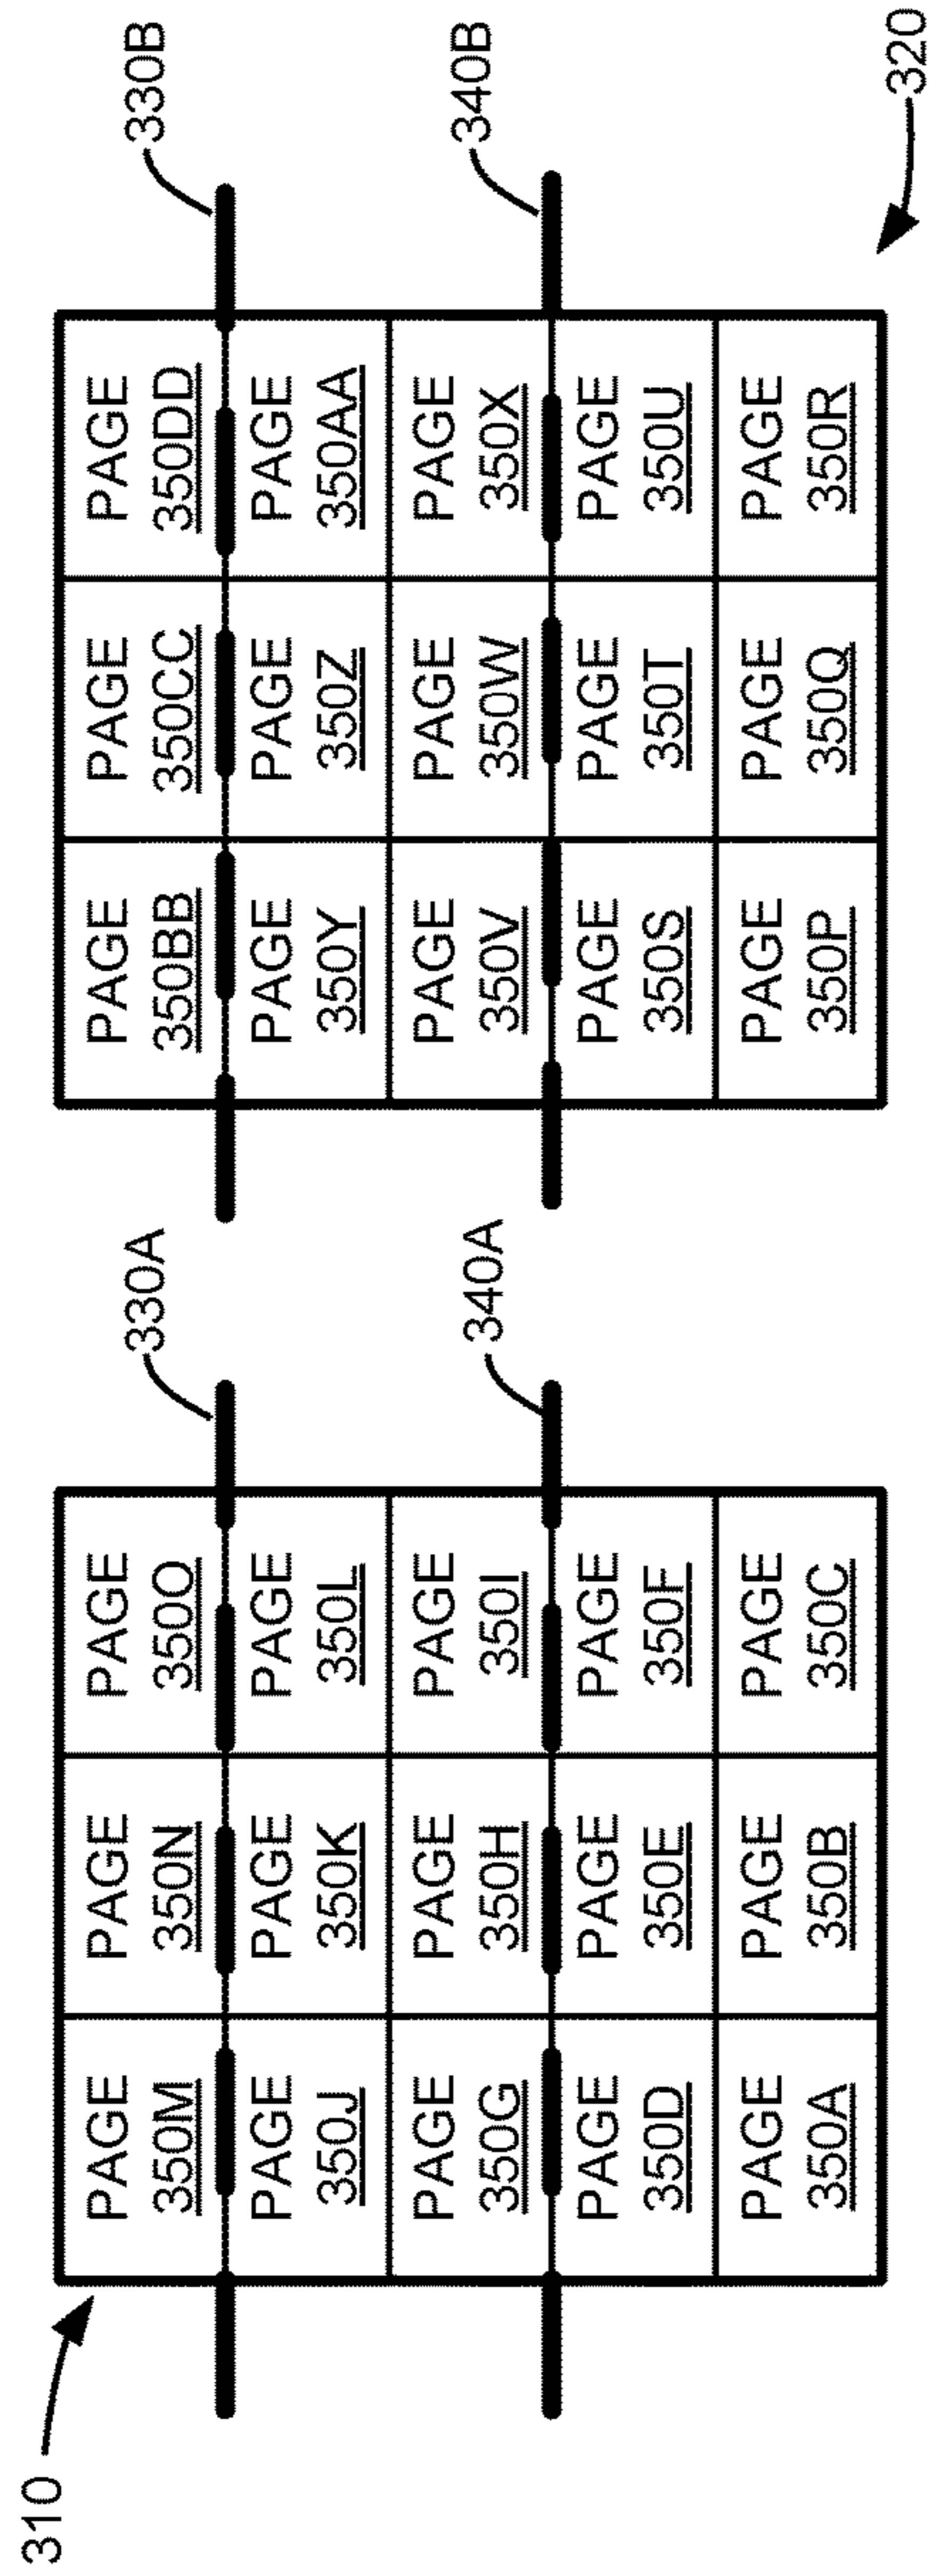 310
330A
340A
PAGE
350M
PAGE
350N
PAGE
350O
PAGE
350J
PAGE
350K
PAGE
350L
PAGE
350G
PAGE
350H
PAGE
350I
PAGE
350D
PAGE
350E
PAGE
350F
PAGE
350A
PAGE
350B
PAGE
350C
330B
340B
PAGE
350BB
PAGE
350CC
PAGE
350DD
PAGE
350Y
PAGE
350Z
PAGE
350AA
PAGE
350V
PAGE
350W
PAGE
350X
PAGE
350S
PAGE
350T
PAGE
350U
PAGE
350P
PAGE
350Q
PAGE
350R
320